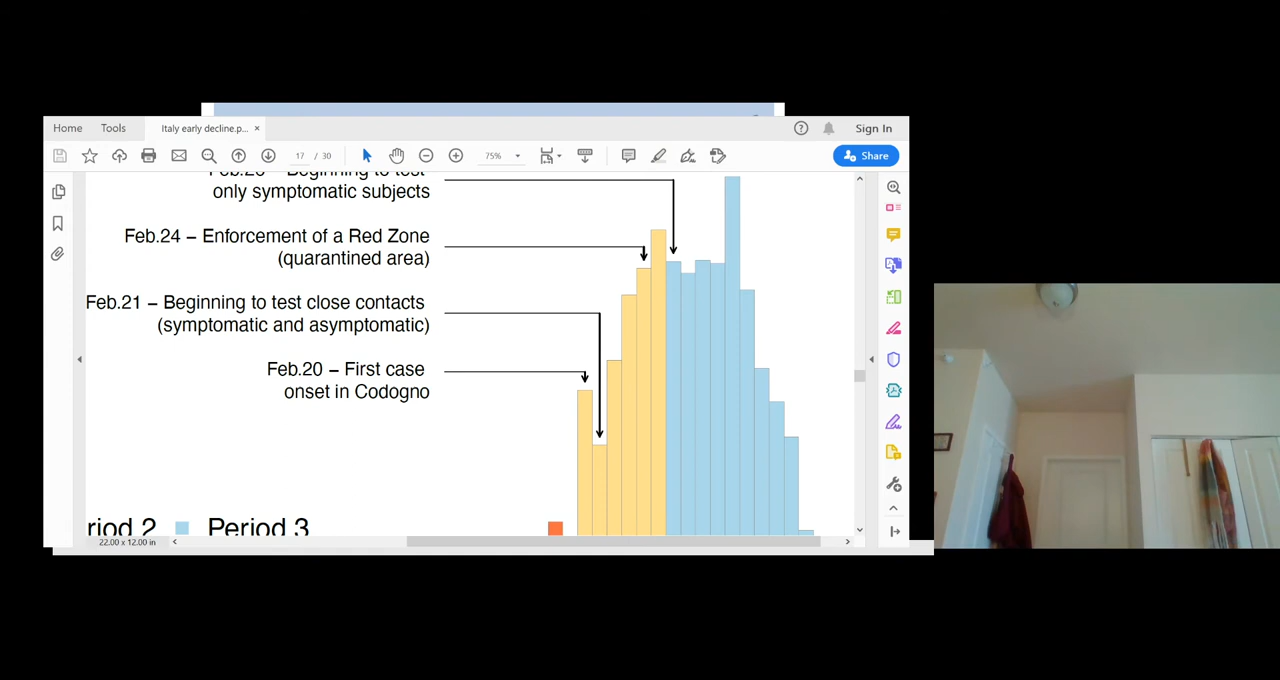 Home Tools Italy early decline.p... × Sign In
17 / 30 75% Share
only symptomatic subjects
Feb.24 – Enforcement of a Red Zone
(quarantined area)
Feb.21 – Beginning to test close contacts
(symptomatic and asymptomatic)
Feb.20 – First case
onset in Codogno
riod 2 Period 3
22.00 x 12.00 in